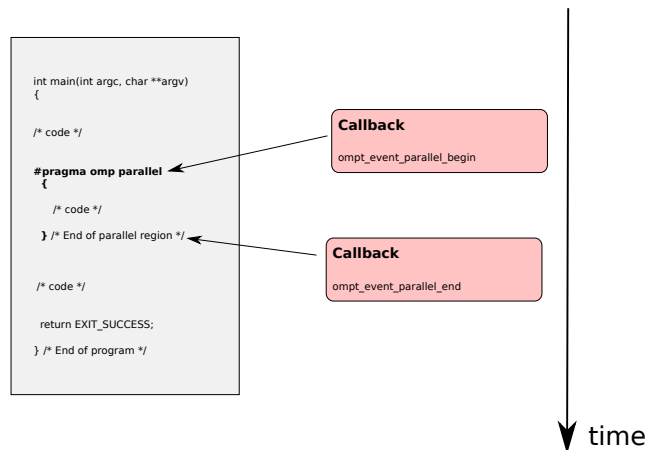 int main(int argc, char **argv)
{
/* code */
#pragma omp parallel
{
/* code */
} /* End of parallel region */
/* code */
return EXIT_SUCCESS;
} /* End of program */
Callback
ompt_event_parallel_begin
Callback
ompt_event_parallel_end
time